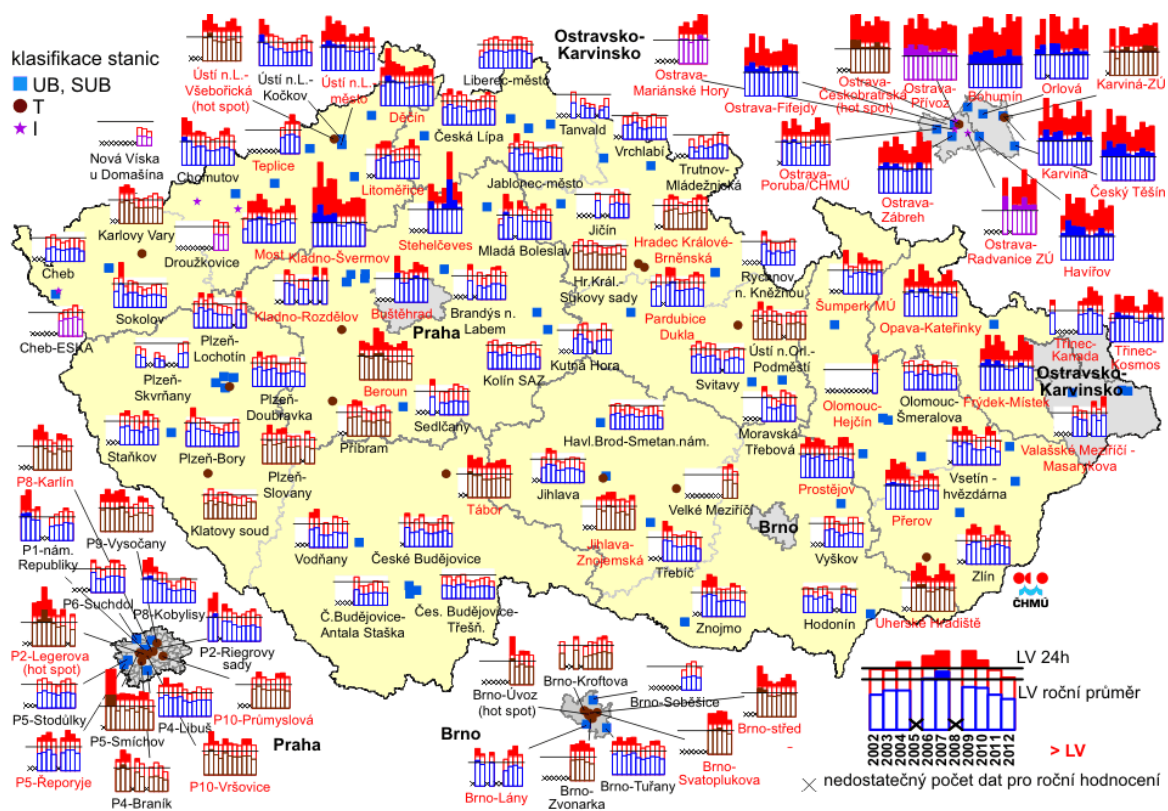 klasifikace stanic
UB, SUB
T
I
Ústí n.L.-
Všebořická
(hot spot)
Ústí n.L.-
Kočkov
Ústí n.L.-
město
Děčín
Liberec-město
Ostravsko-
Karvinsko
Ostrava-
Mariánské Hory
Ostrava-Fifejdy
Ostrava-
Českobratrská
(hot spot)
Ostrava-
Přívoz
Bohumín
Orlová
Karviná-ZÚ
Nová Víska
u Domašína
Chomutov
Teplice
Litoměřice
Česká Lípa
Tanvald
Vrchlabí
Trutnov-
Mládežnická
Ostrava-
Poruba/ČHMÚ
Ostrava-
Zábřeh
Ostrava-
Radvanice ZÚ
Karviná
Český Těšín
Havířov
Karlovy Vary
Droužkovice
Most
Kladno-Švermov
Stehelčeves
Jablonec-město
Mladá Boleslav
Jičín
Hradec Králové-
Brněnská
Cheb
Sokolov
Cheb-ESKA
Kladno-Rozdělov
Buštěhrad
Brandýs n.
Labem
Hr.Král.-
Sukovy sady
Rychnov
n. Kněžnou
Šumperk MÚ
Opava-Kateřinky
Praha
Pardubice
Dukla
Plzeň-
Lochotín
Plzeň-
Skvrňany
Plzeň-
Doubravka
Beroun
Kolín SAZ
Kutná Hora
Ústí n.Orl.-
Podměstí
Svitavy
Třinec-
Kanada
Třinec-
Kosmos
Ostravsko-
Karvinsko
Olomouc-
Hejčín
Olomouc-
Šmeralova
Frýdek-Místek
Staňkov
Plzeň-Bory
Plzeň-
Slovany
Příbram
Sedlčany
Havl.Brod-Smetan.nám.
Moravská
Třebová
Valašské Meziříčí -
Masarykova
P8-Karlín
Klatovy soud
Tábor
Jihlava
Velké Meziříčí
Prostějov
Přerov
Vsetín -
hvězdárna
P1-nám.
Republiky
P9-Vysočany
Vodňany
České Budějovice
Jihlava-
Znojemská
Třebíč
Brno
Vyškov
Zlín
P6-Suchdol
P8-Kobylisy
Č.Budějovice-
Antala Staška
Čes. Budějovice-
Třešň.
Znojmo
Hodonín
Uherské Hradiště
ČHMÚ
P2-Legerova
(hot spot)
P2-Riegrovy
sady
P5-Stodůlky
P5-Smíchov
P4-Libuš
P10-Průmyslová
P5-Řeporyje
P4-Braník
P10-Vršovice
Praha
Brno-Úvoz
(hot spot)
Brno-Kroftova
Brno-Soběšice
Brno
Brno-střed
Brno-Lány
Brno-
Zvonarka
Brno-Tuřany
Brno-
Svatoplukova
LV 24h
LV roční průměr
2002
2003
2004
2005
2006
2007
2008
2009
2010
2011
2012
> LV
nedostatečný počet dat pro roční hodnocení